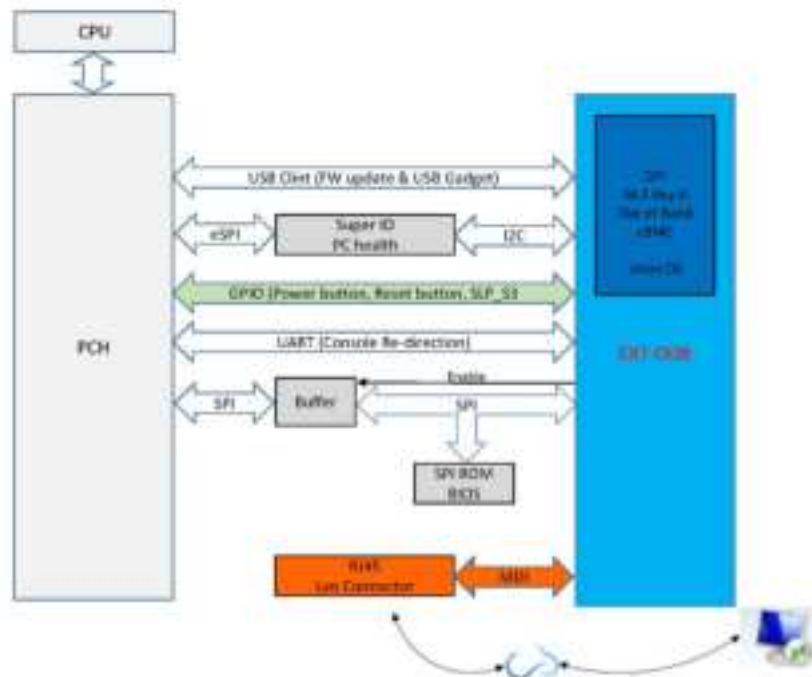 CPU
USB Client (FW update & USB Gadget)
eSPI
Super IO
PC health
I2C
GPIO (Power button, Reset button, SLP_S3
PCH
UART (Console Re-direction)
Enable
SPI
Buffer
SPI
SPI ROM
BIOS
RJ45
Lan Connector
MDI